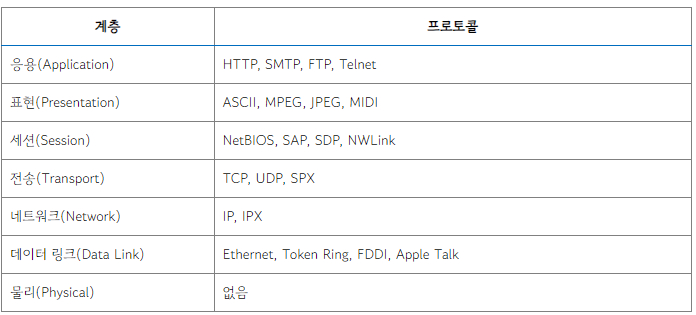 계층 프로토콜
응용(Application) HTTP, SMTP, FTP, Telnet
표현(Presentation) ASCII, MPEG, JPEG, MIDI
세션(Session) NetBIOS, SAP, SDP, NWLink
전송(Transport) TCP, UDP, SPX
네트워크(Network) IP, IPX
데이터 링크(Data Link) Ethernet, Token Ring, FDDI, Apple Talk
물리(Physical) 없음